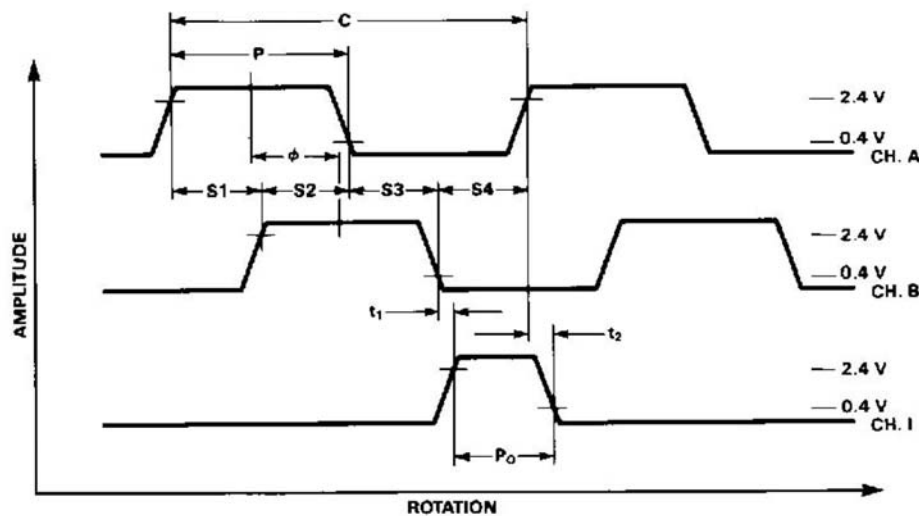 C
P
2.4 V
0.4 V
CH. A
ϕ
S1 S2 S3 S4
2.4 V
0.4 V
CH. B
t1
t2
2.4 V
0.4 V
CH. I
PO
AMPLITUDE
ROTATION